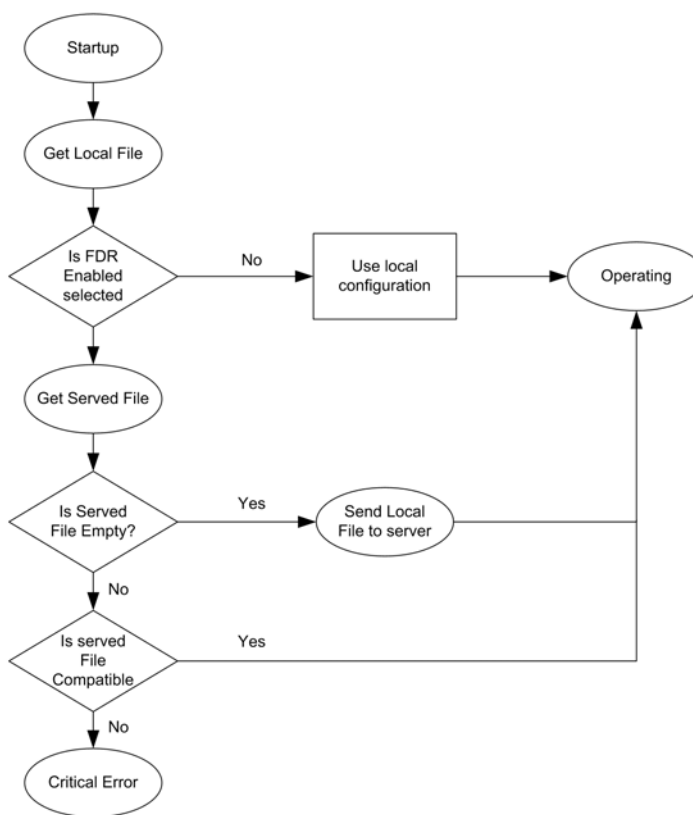 Startup
Get Local File
Is FDR
Enabled
selected
No
Use local
configuration
Operating
Get Served File
Is Served
File Empty?
Yes
Send Local
File to server
No
Is served
File
Compatible
Yes
No
Critical Error